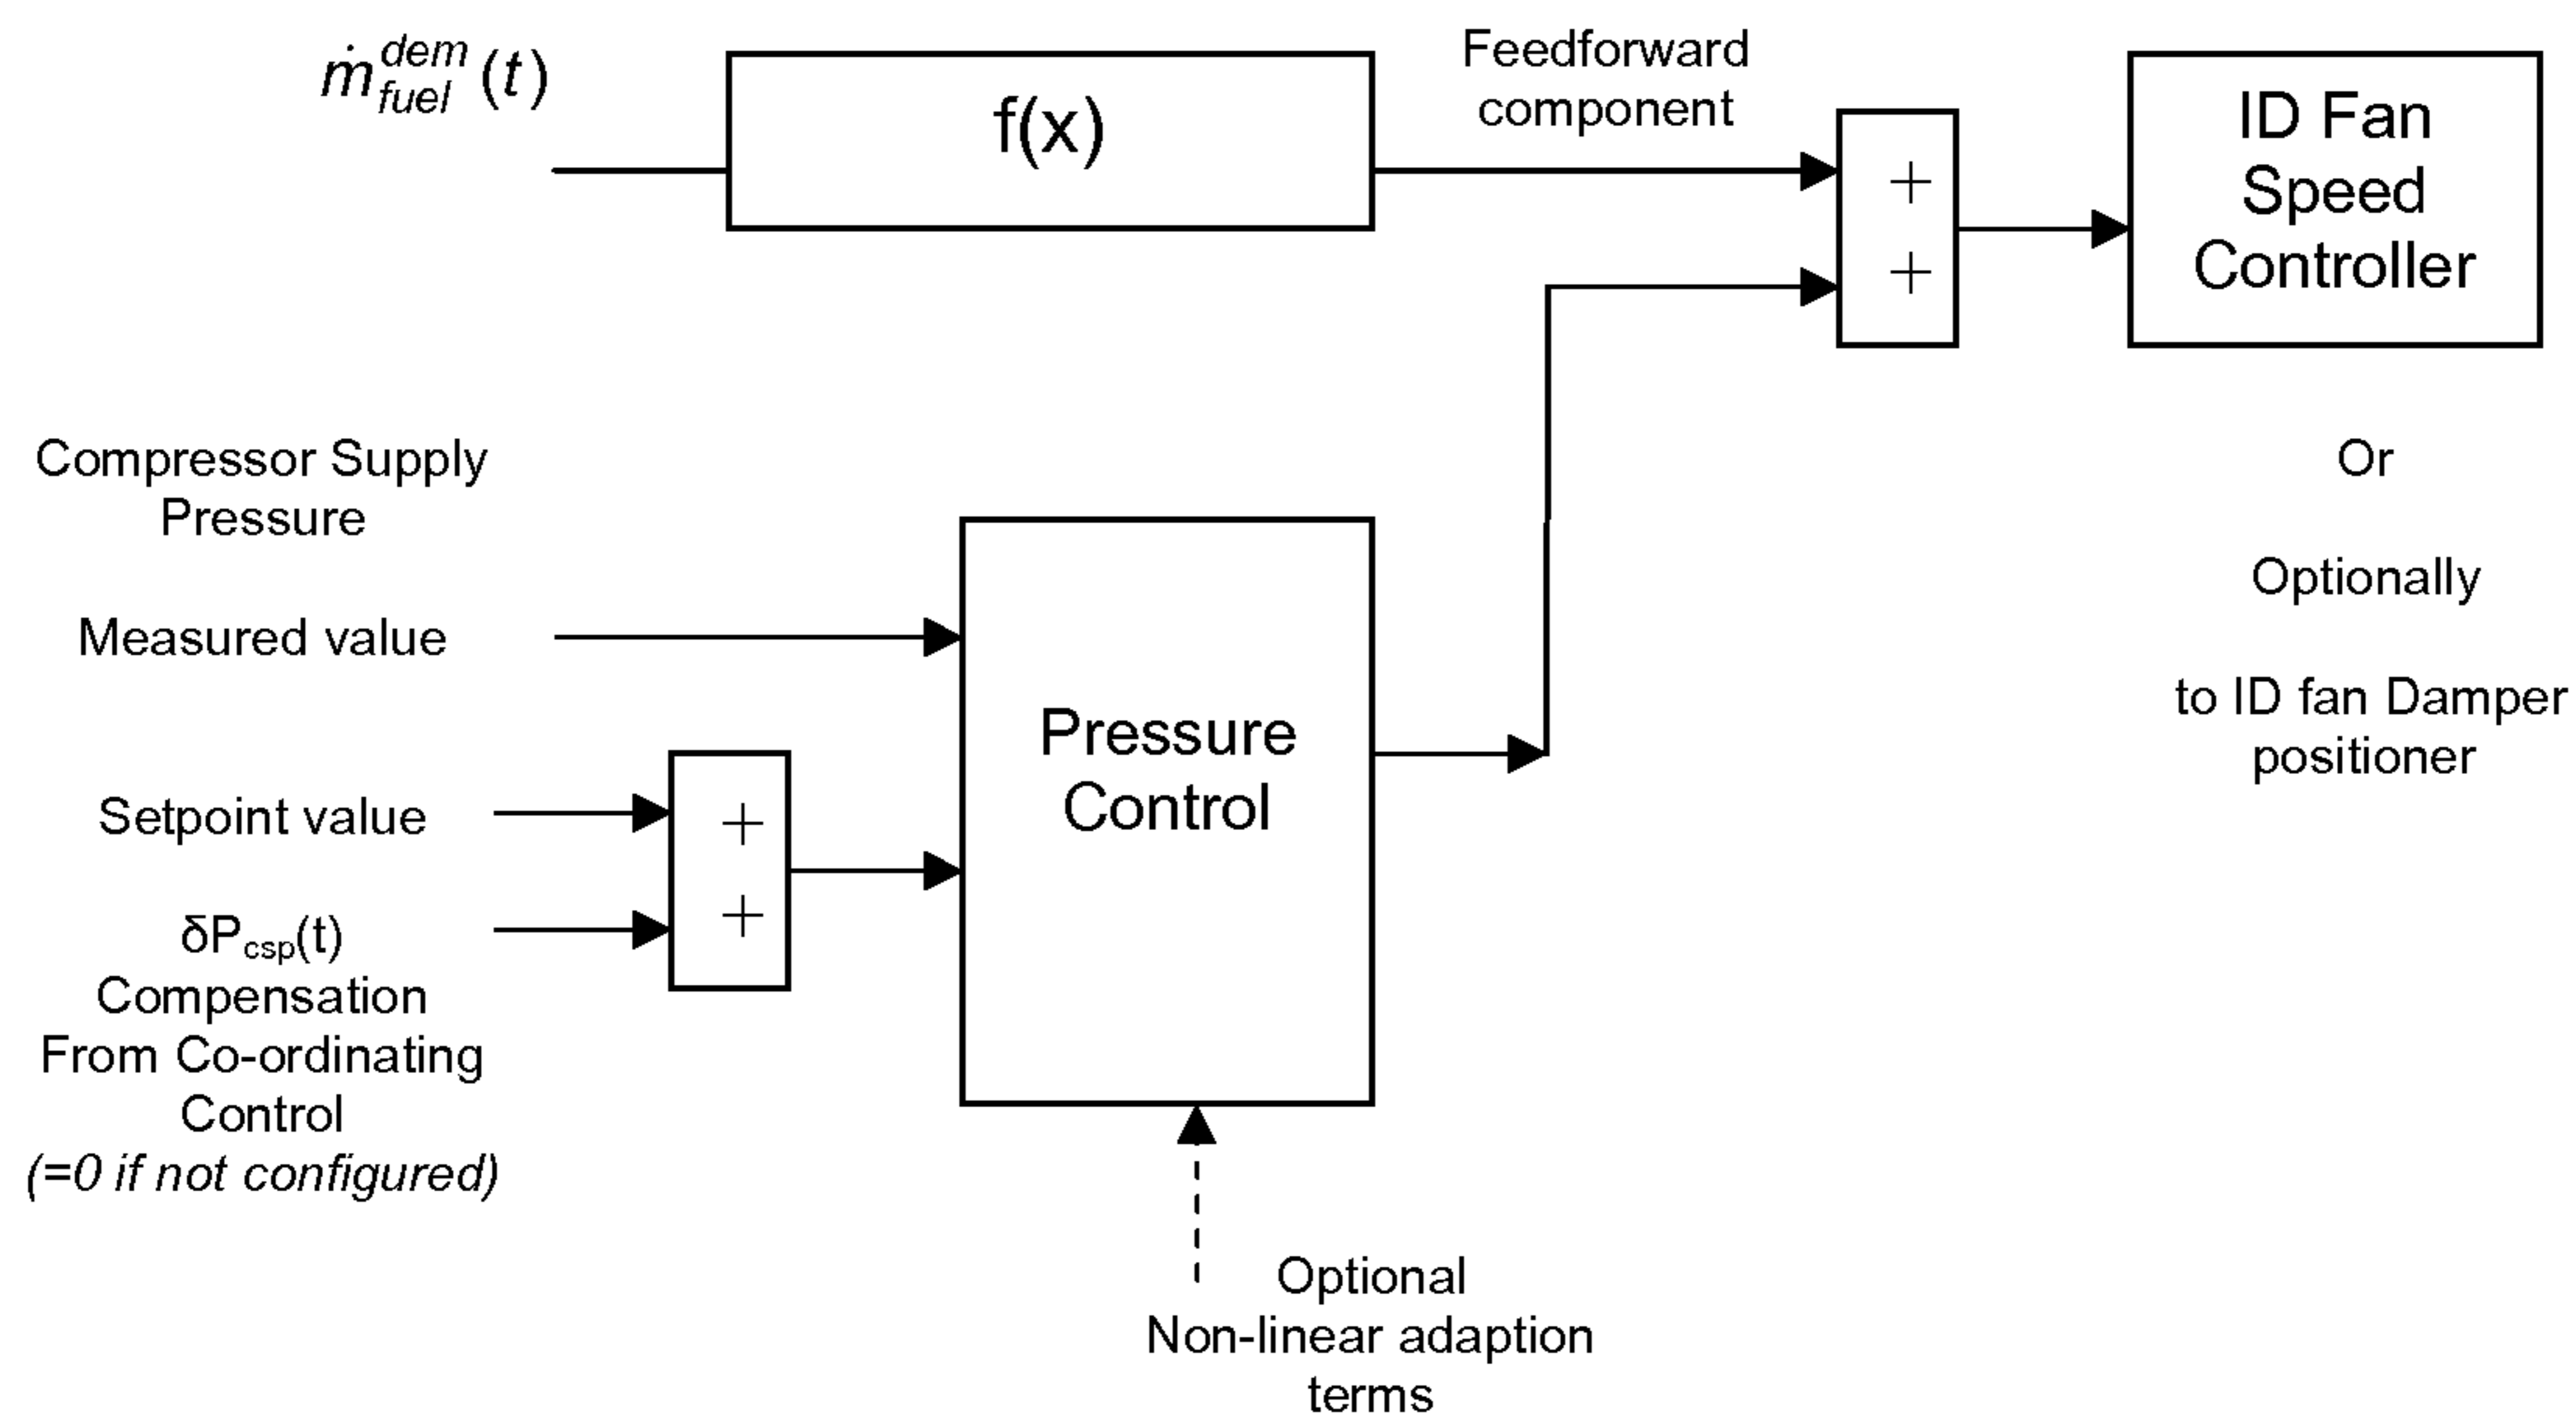 ṁ_fuel^dem (t)
f(x)
Feedforward
component
+
+
ID Fan
Speed
Controller
Or
Optionally
to ID fan Damper
positioner
Compressor Supply
Pressure
Measured value
Setpoint value
δP_csp(t)
Compensation
From Co-ordinating
Control
(=0 if not configured)
+
+
Pressure
Control
Optional
Non-linear adaption
terms